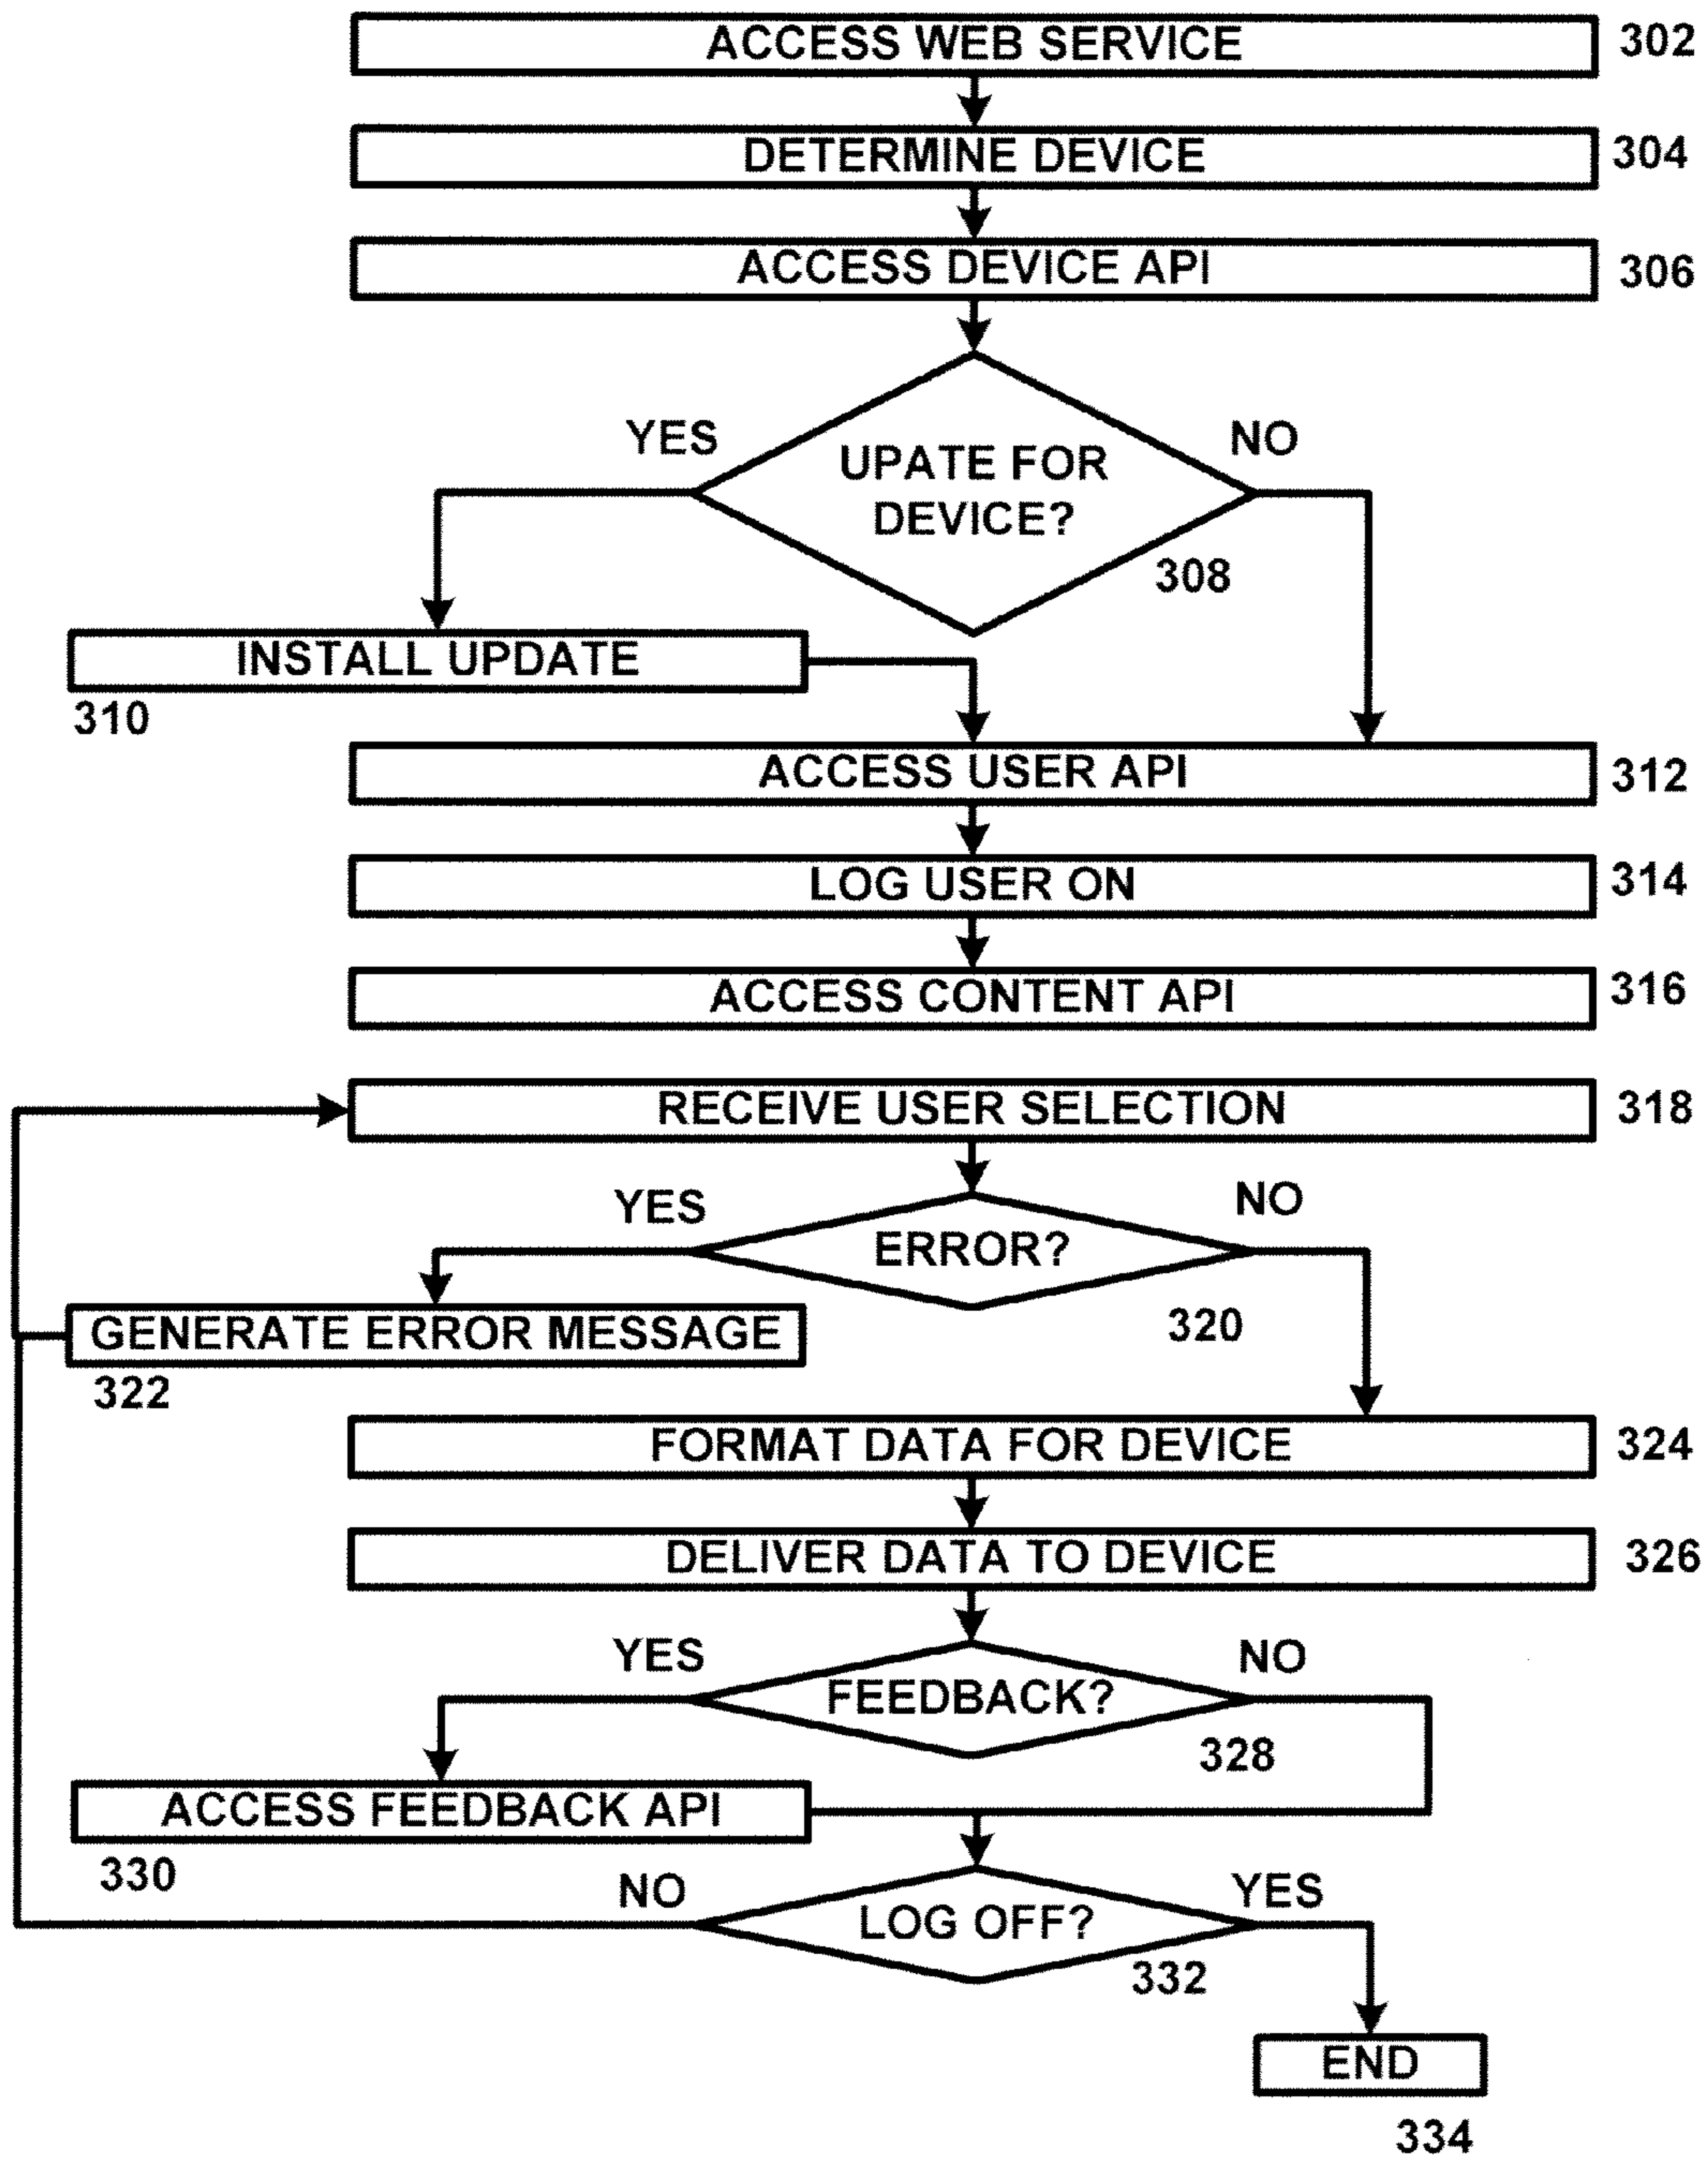 ACCESS WEB SERVICE 302
DETERMINE DEVICE 304
ACCESS DEVICE API 306
YES
NO
UPATE FOR
DEVICE?
308
INSTALL UPDATE
310
ACCESS USER API 312
LOG USER ON 314
ACCESS CONTENT API 316
RECEIVE USER SELECTION 318
YES
NO
ERROR?
320
GENERATE ERROR MESSAGE
322
FORMAT DATA FOR DEVICE 324
DELIVER DATA TO DEVICE 326
YES
NO
FEEDBACK?
328
ACCESS FEEDBACK API
330
NO
YES
LOG OFF?
332
END
334